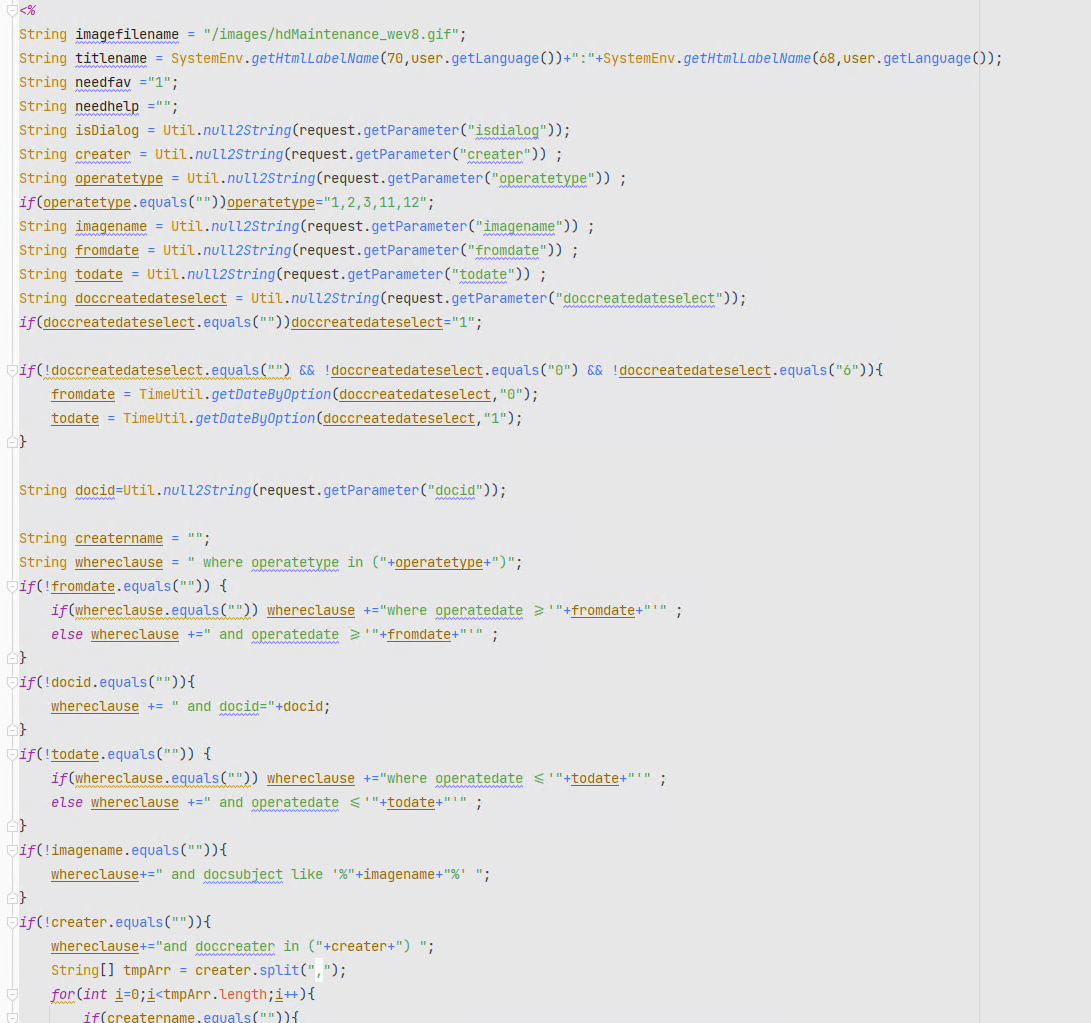 <%
String imagefilename = "/images/hdMaintenance_wev8.gif";
String titlename = SystemEnv.getHtmlLabelName(70,user.getLanguage())+":"+SystemEnv.getHtmlLabelName(68,user.getLanguage());
String needfav ="1";
String needhelp ="";
String isDialog = Util.null2String(request.getParameter("isdialog"));
String creater = Util.null2String(request.getParameter("creater")) ;
String operatetype = Util.null2String(request.getParameter("operatetype")) ;
if(operatetype.equals(""))operatetype="1,2,3,11,12";
String imagename = Util.null2String(request.getParameter("imagename")) ;
String fromdate = Util.null2String(request.getParameter("fromdate")) ;
String todate = Util.null2String(request.getParameter("todate")) ;
String doccreatedateselect = Util.null2String(request.getParameter("doccreatedateselect"));
if(doccreatedateselect.equals(""))doccreatedateselect="1";
if(!doccreatedateselect.equals("") && !doccreatedateselect.equals("0") && !doccreatedateselect.equals("6")){
fromdate = TimeUtil.getDateByOption(doccreatedateselect,"0");
todate = TimeUtil.getDateByOption(doccreatedateselect,"1");
}
String docid=Util.null2String(request.getParameter("docid"));
String creatername = "";
String whereclause = " where operatetype in ("+operatetype+")";
if(!fromdate.equals("")) {
if(whereclause.equals("")) whereclause +="where operatedate >='"+fromdate+"'" ;
else whereclause +=" and operatedate >='"+fromdate+"'" ;
}
if(!docid.equals("")){
whereclause += " and docid="+docid;
}
if(!todate.equals("")) {
if(whereclause.equals("")) whereclause +="where operatedate <='"+todate+"'" ;
else whereclause +=" and operatedate <='"+todate+"'" ;
}
if(!imagename.equals("")){
whereclause+=" and docsubject like '%"+imagename+"%' ";
}
if(!creater.equals("")){
whereclause+="and doccreater in ("+creater+") ";
String[] tmpArr = creater.split(",");
for(int i=0;i<tmpArr.length;i++){
if(creatername.equals("")){